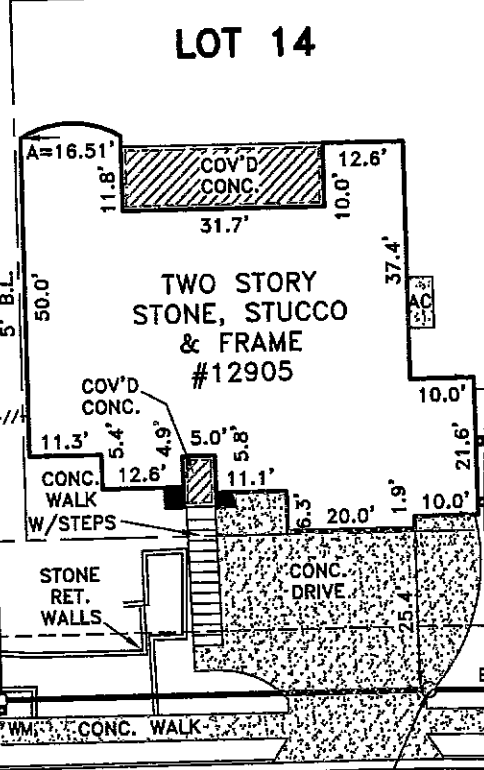 LOT 14
A=16.51'
COV'D
CONC.
12.6'
11.8'
10.0'
31.7'
5' B.L.
50.0'
37.4'
TWO STORY
STONE, STUCCO
& FRAME
#12905
AC
COV'D
CONC.
10.0'
11.3'
5.4'
4.9'
5.0'
5.8'
21.6'
12.6'
11.1'
CONC.
WALK
W/STEPS
6.3'
20.0'
1.9'
10.0'
STONE
RET.
WALLS
CONC.
DRIVE
25.4'
WM
CONC. WALK